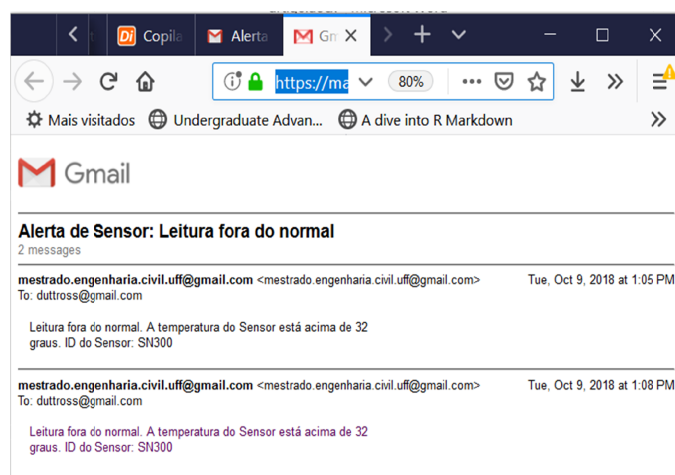 Di Copila Alerta Gm
https://ma 80%
Mais visitados Undergraduate Advan... A dive into R Markdown
Gmail
Alerta de Sensor: Leitura fora do normal
2 messages
mestrado.engenharia.civil.uff@gmail.com <mestrado.engenharia.civil.uff@gmail.com> Tue, Oct 9, 2018 at 1:05 PM
To: duttross@gmail.com
Leitura fora do normal. A temperatura do Sensor está acima de 32
graus. ID do Sensor: SN300
mestrado.engenharia.civil.uff@gmail.com <mestrado.engenharia.civil.uff@gmail.com> Tue, Oct 9, 2018 at 1:08 PM
To: duttross@gmail.com
Leitura fora do normal. A temperatura do Sensor está acima de 32
graus. ID do Sensor: SN300